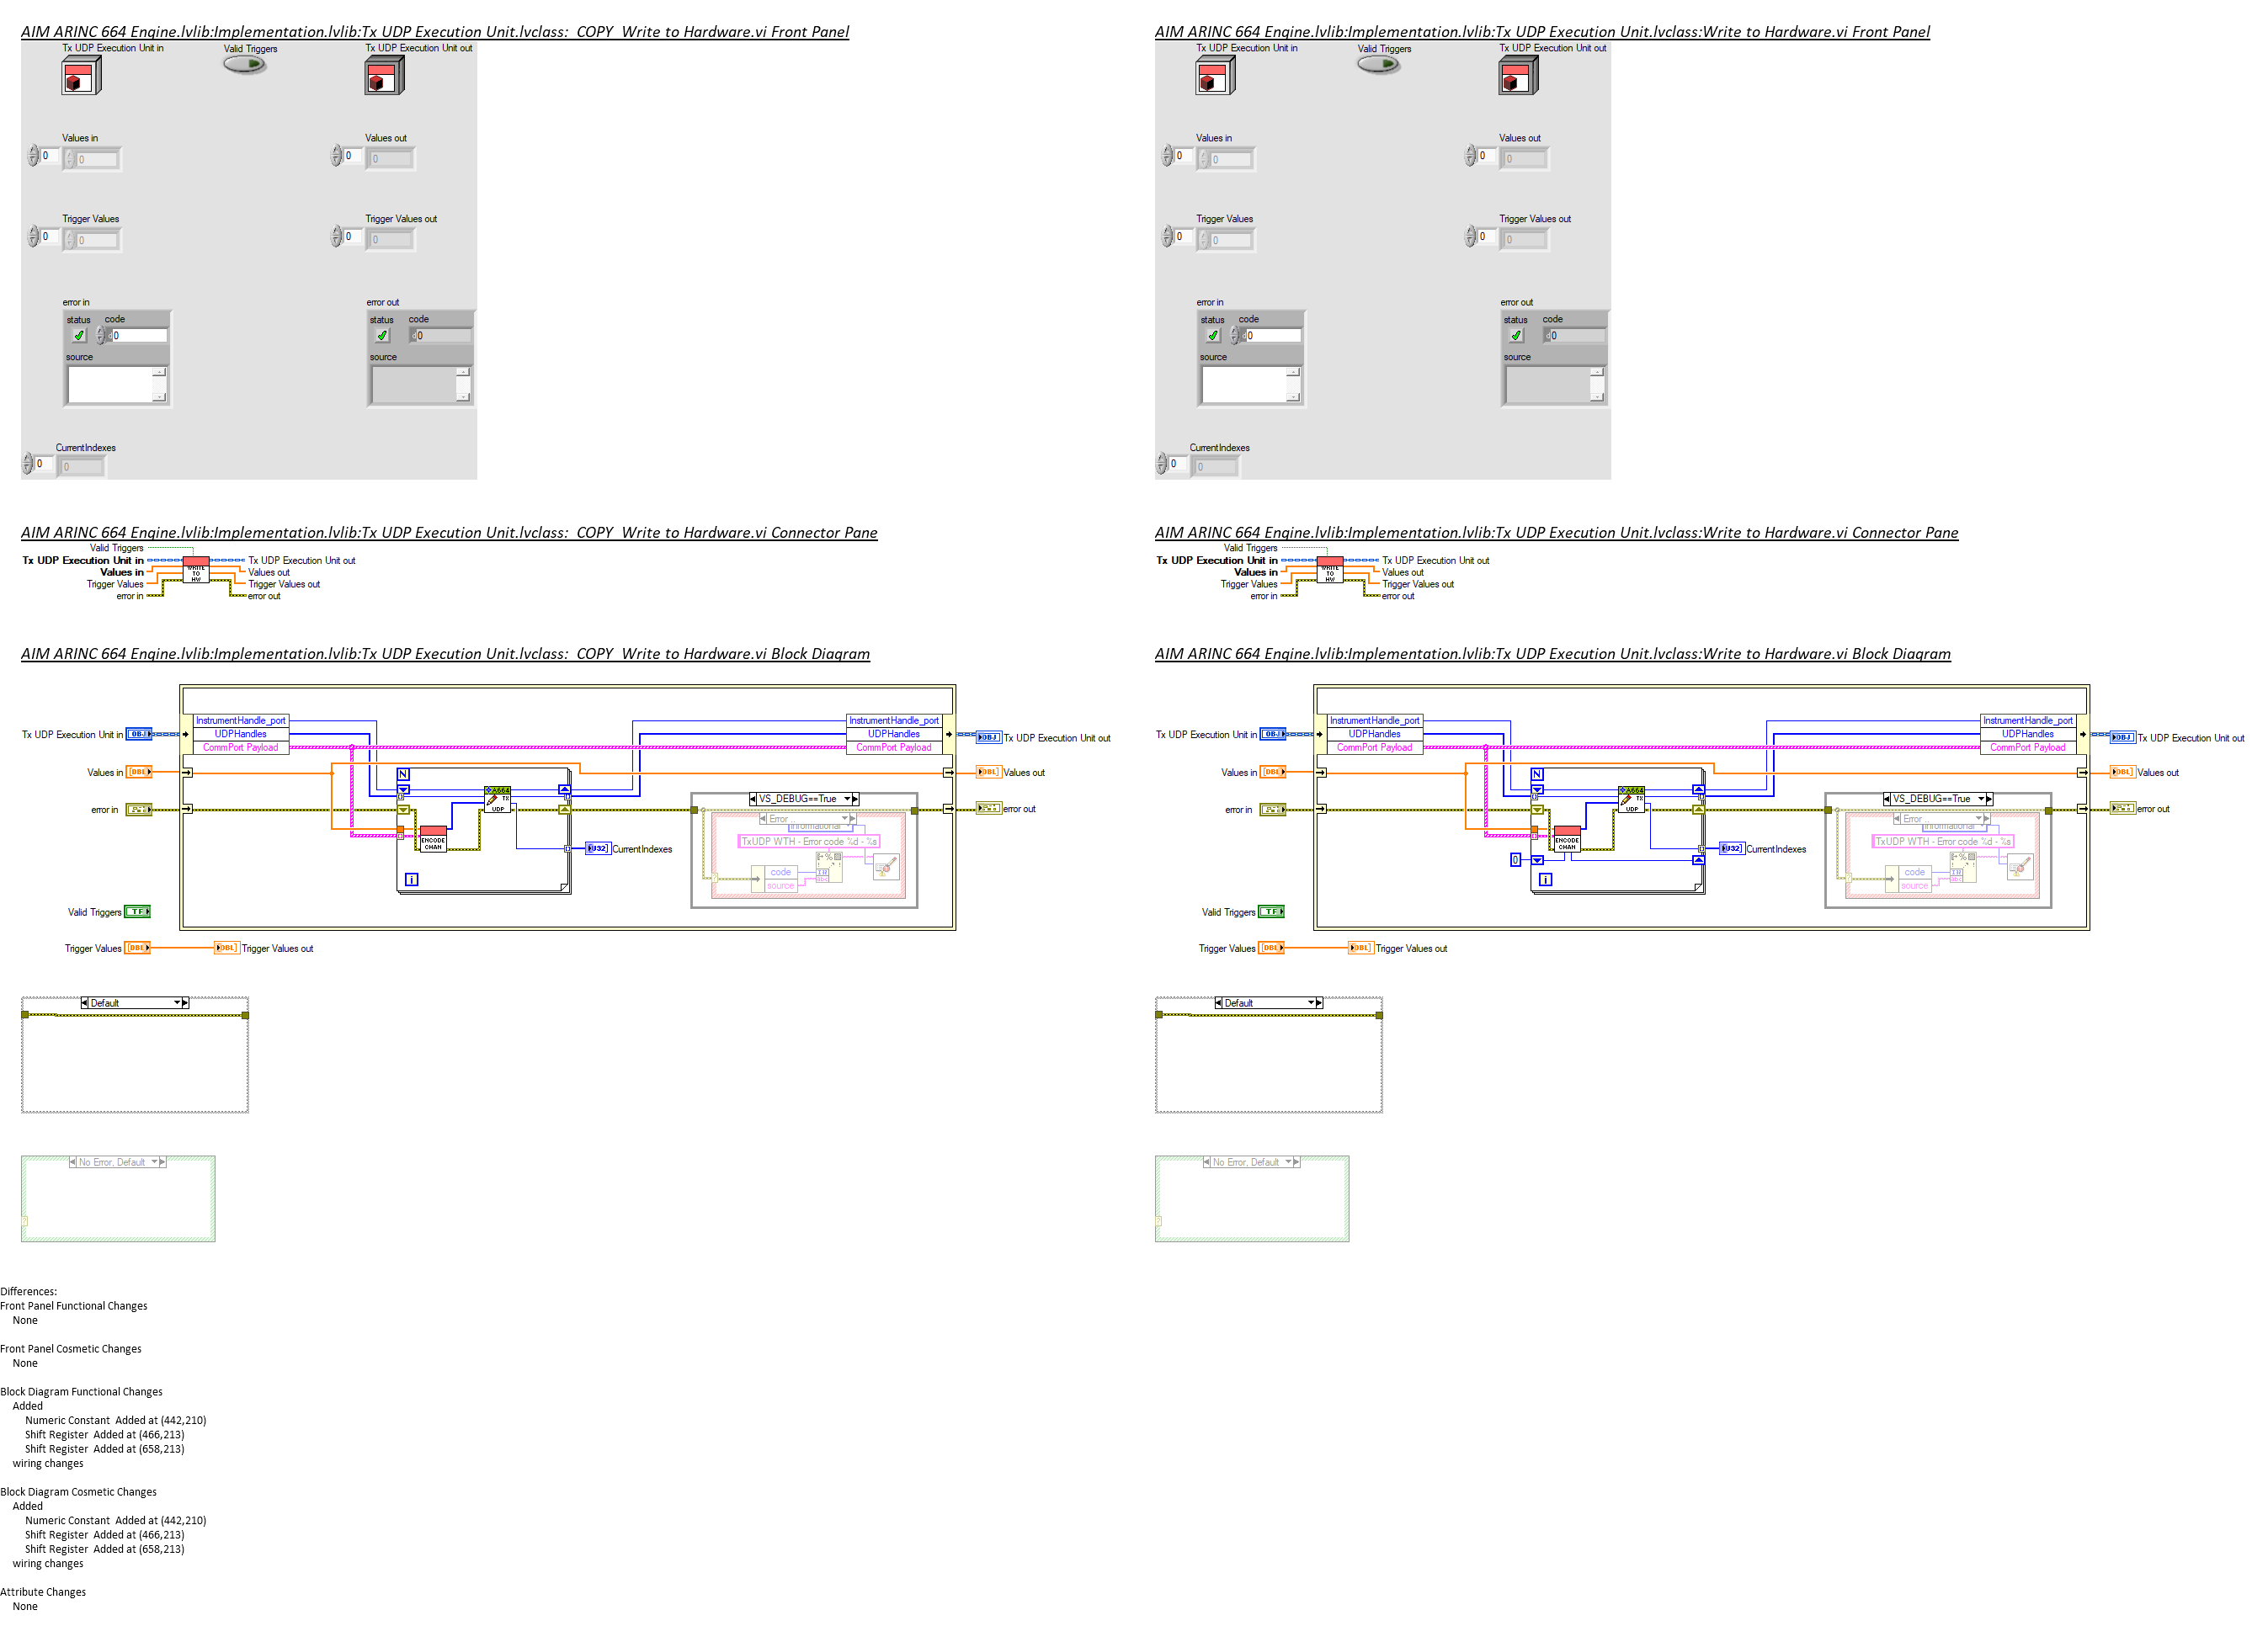 AIM ARINC 664 Engine.lvlib:Implementation.lvlib:Tx UDP Execution Unit.lvclass:  COPY  Write to Hardware.vi Front Panel
Tx UDP Execution Unit in
Valid Triggers
Tx UDP Execution Unit out
Values in
Values out
0
0
0
0
Trigger Values
Trigger Values out
0
0
0
0
error in
error out
status
code
status
code
0
0
source
source
CurrentIndexes
0
0
AIM ARINC 664 Engine.lvlib:Implementation.lvlib:Tx UDP Execution Unit.lvclass:  COPY  Write to Hardware.vi Connector Pane
Valid Triggers
Tx UDP Execution Unit in
Tx UDP Execution Unit out
Values in
Values out
Trigger Values
Trigger Values out
error in
error out
WRITE
TO
HW
AIM ARINC 664 Engine.lvlib:Implementation.lvlib:Tx UDP Execution Unit.lvclass:  COPY  Write to Hardware.vi Block Diagram
InstrumentHandle_port
UDPHandles
CommPort Payload
InstrumentHandle_port
UDPHandles
CommPort Payload
Tx UDP Execution Unit in
OBJ
OBJ
Tx UDP Execution Unit out
Values in
DBL
DBL
Values out
N
error in
error out
A664
TX
UDP
ENCODE
CHAN
i
U32
CurrentIndexes
VS_DEBUG==True
Error
Informational
TxUDP WTH - Error code %d - %s
code
source
Valid Triggers
TF
Trigger Values
DBL
DBL
Trigger Values out
Default
No Error, Default
Differences:
Front Panel Functional Changes
None
Front Panel Cosmetic Changes
None
Block Diagram Functional Changes
Added
Numeric Constant  Added at (442,210)
Shift Register  Added at (466,213)
Shift Register  Added at (658,213)
wiring changes
Block Diagram Cosmetic Changes
Added
Numeric Constant  Added at (442,210)
Shift Register  Added at (466,213)
Shift Register  Added at (658,213)
wiring changes
Attribute Changes
None
AIM ARINC 664 Engine.lvlib:Implementation.lvlib:Tx UDP Execution Unit.lvclass:Write to Hardware.vi Front Panel
Tx UDP Execution Unit in
Valid Triggers
Tx UDP Execution Unit out
Values in
Values out
0
0
0
0
Trigger Values
Trigger Values out
0
0
0
0
error in
error out
status
code
status
code
0
0
source
source
CurrentIndexes
0
0
AIM ARINC 664 Engine.lvlib:Implementation.lvlib:Tx UDP Execution Unit.lvclass:Write to Hardware.vi Connector Pane
Valid Triggers
Tx UDP Execution Unit in
Tx UDP Execution Unit out
Values in
Values out
Trigger Values
Trigger Values out
error in
error out
WRITE
TO
HW
AIM ARINC 664 Engine.lvlib:Implementation.lvlib:Tx UDP Execution Unit.lvclass:Write to Hardware.vi Block Diagram
InstrumentHandle_port
UDPHandles
CommPort Payload
InstrumentHandle_port
UDPHandles
CommPort Payload
Tx UDP Execution Unit in
OBJ
OBJ
Tx UDP Execution Unit out
Values in
DBL
DBL
Values out
N
error in
error out
A664
TX
UDP
ENCODE
CHAN
0
i
U32
CurrentIndexes
VS_DEBUG==True
Error
Informational
TxUDP WTH - Error code %d - %s
code
source
Valid Triggers
TF
Trigger Values
DBL
DBL
Trigger Values out
Default
No Error, Default